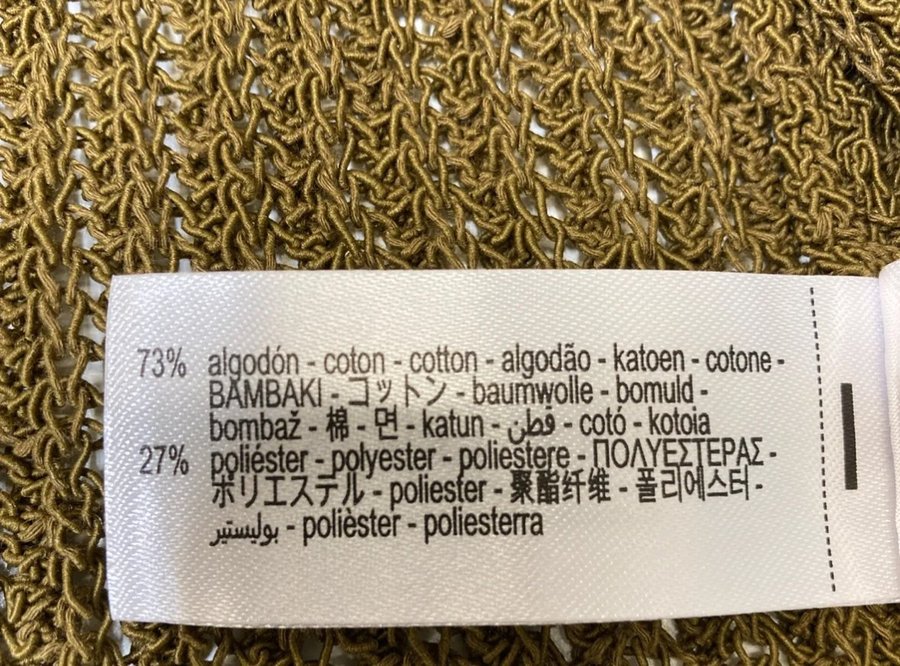 73% algodón - coton - cotton - algodão - katoen - cotone -
ΒΑΜΒΑΚΙ - コットン - baumwolle - bomuld -
bombaž - 棉 - 면 - katun - قطن - cotó - kotoia
27% poliéster - polyester - poliestere - ΠΟΛΥΕΣΤΕΡΑΣ -
ポリエステル - poliester - 聚酯纤维 - 폴리에스터 -
بوليستير - polièster - poliesterra